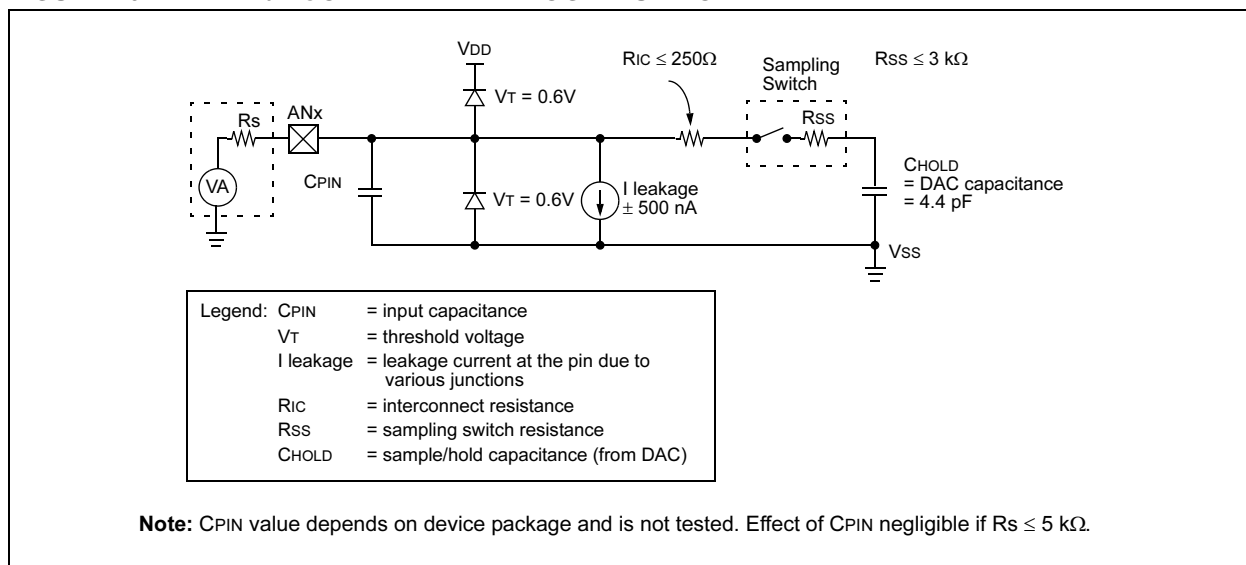 VDD
RIC ≤ 250Ω
Sampling
Switch
RSS ≤ 3 kΩ
VT = 0.6V
Rs
ANx
RSS
VA
CPIN
VT = 0.6V
I leakage
± 500 nA
CHOLD
= DAC capacitance
= 4.4 pF
VSS
Legend: CPIN = input capacitance
VT = threshold voltage
I leakage = leakage current at the pin due to
various junctions
RIC = interconnect resistance
RSS = sampling switch resistance
CHOLD = sample/hold capacitance (from DAC)
Note: CPIN value depends on device package and is not tested. Effect of CPIN negligible if Rs ≤ 5 kΩ.